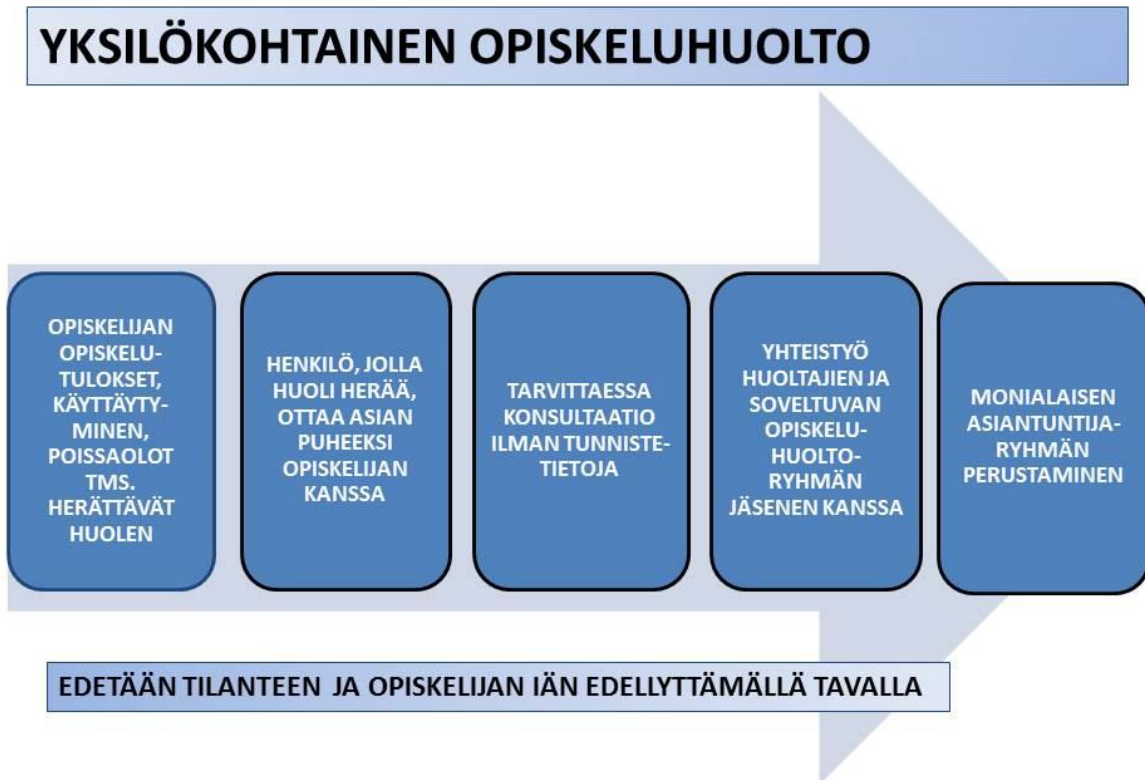 YKSILÖKOHTAINEN OPISKELUHUOLTO
OPISKELIJAN
OPISKELU-
TULOKSET,
KÄYTTÄYTY-
MINEN,
POISSAOLOT
TMS.
HERÄTTÄVÄT
HUOLEN
HENKILÖ, JOLLA
HUOLI HERÄÄ,
OTTAA ASIAN
PUHEEKSI
OPISKELIJAN
KANSSA
TARVITTAESSA
KONSULTAATIO
ILMAN TUNNISTE-
TIETOJA
YHTEISTYÖ
HUOLTAJIEN JA
SOVELTUVAN
OPISKELU-
HUOLTO-
RYHMÄN
JÄSENEN KANSSA
MONIALAISEN
ASIANTUNTIJA-
RYHMÄN
PERUSTAMINEN
EDETÄÄN TILANTEEN JA OPISKELIJAN IÄN EDELLYTTÄMÄLLÄ TAVALLA